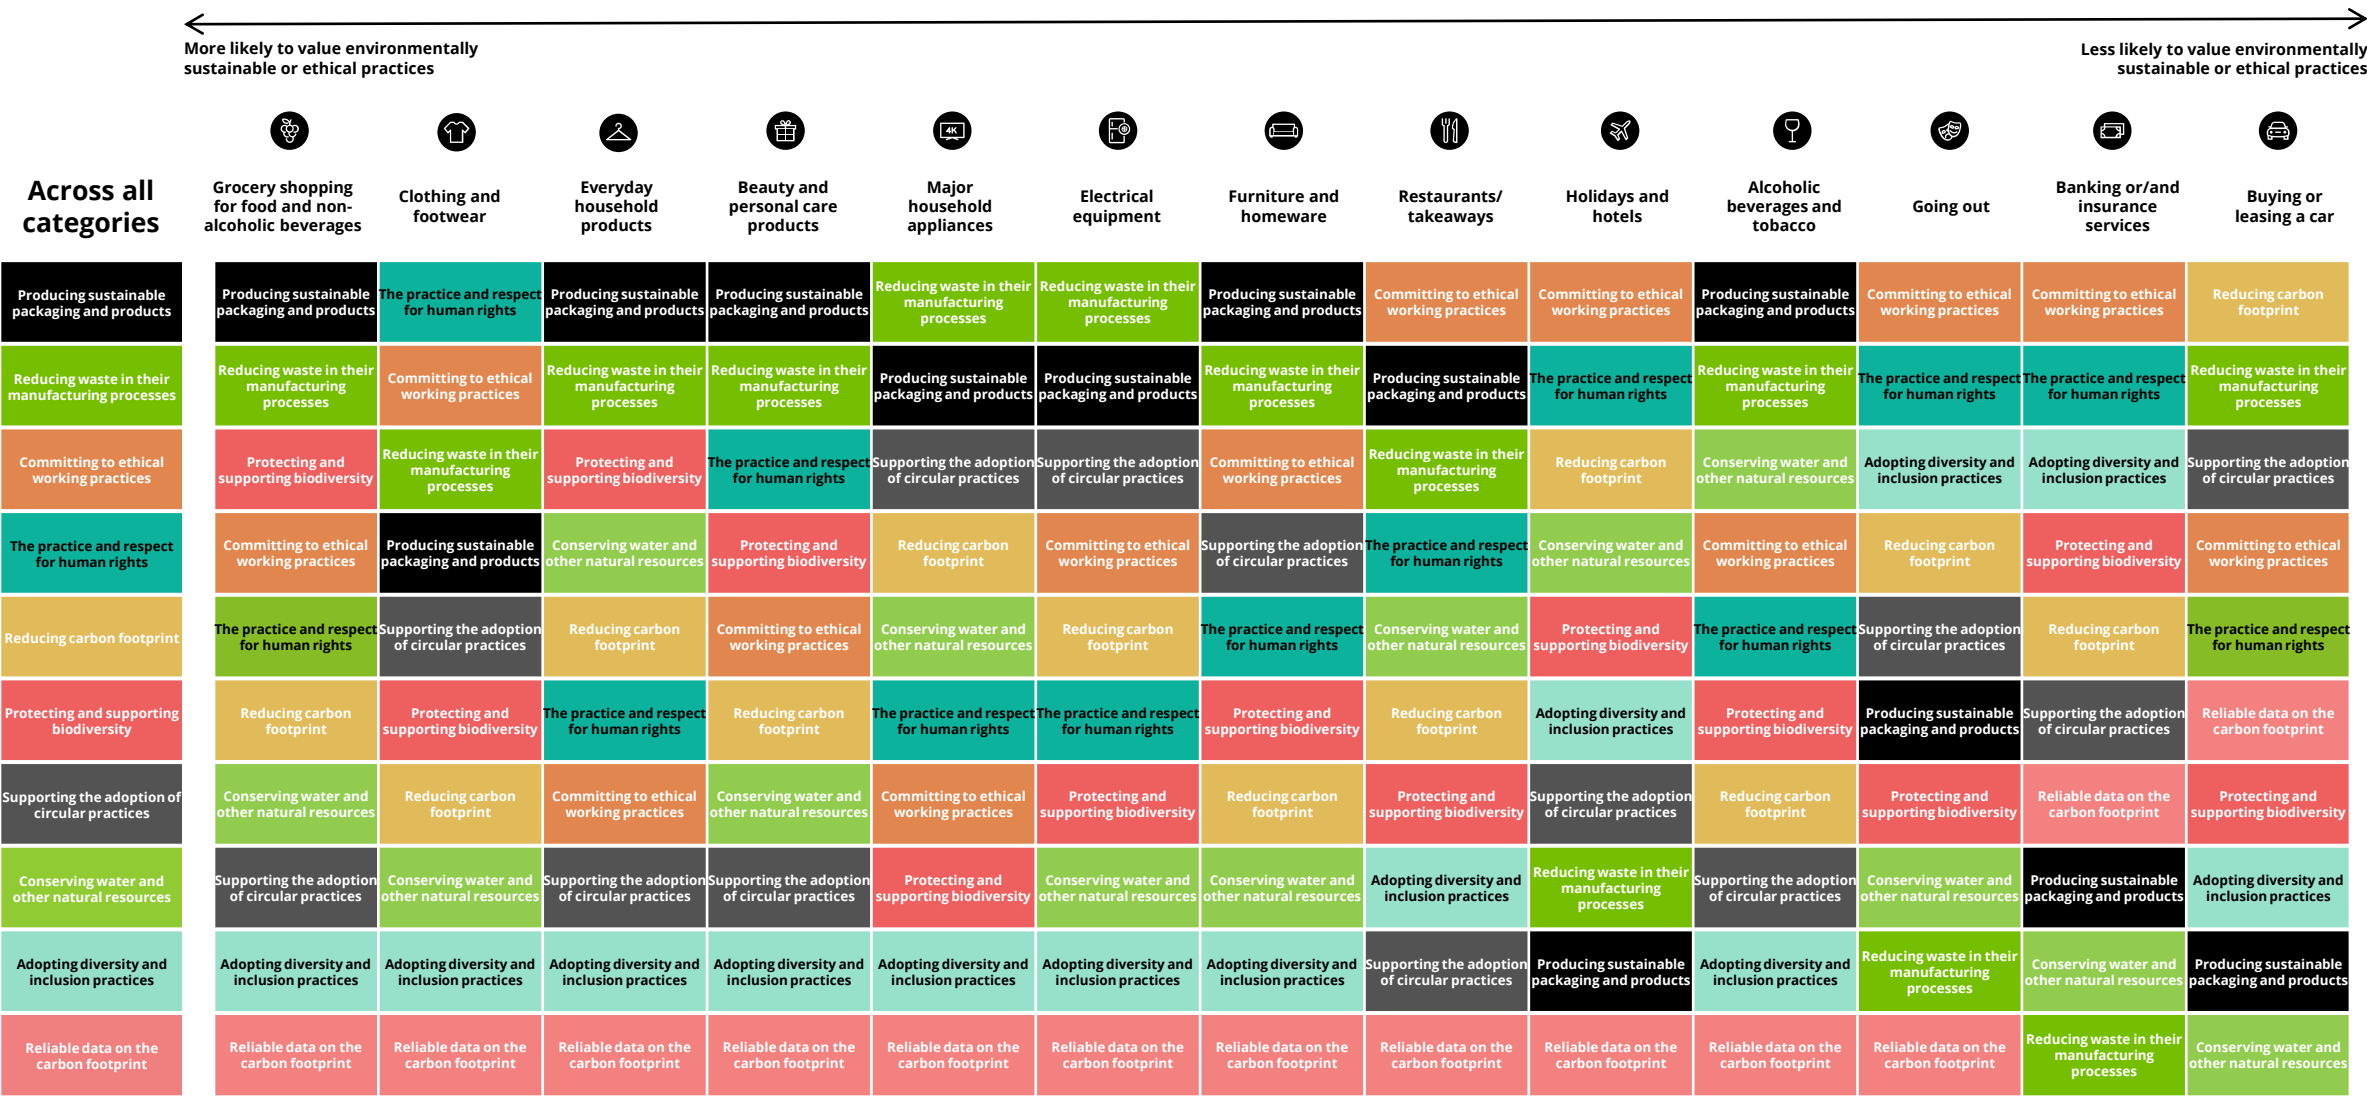 More likely to value environmentally
sustainable or ethical practices
Less likely to value environmentally
sustainable or ethical practices
4K
Across all
categories
Grocery shopping
for food and non-
alcoholic beverages
Clothing and
footwear
Everyday
household
products
Beauty and
personal care
products
Major
household
appliances
Electrical
equipment
Furniture and
homeware
Restaurants/
takeaways
Holidays and
hotels
Alcoholic
beverages and
tobacco
Going out
Banking or/and
insurance
services
Buying or
leasing a car
Producing sustainable
packaging and products
Producing sustainable
packaging and products
The practice and respect
for human rights
Producing sustainable
packaging and products
Producing sustainable
packaging and products
Reducing waste in their
manufacturing
processes
Reducing waste in their
manufacturing
processes
Producing sustainable
packaging and products
Committing to ethical
working practices
Committing to ethical
working practices
Producing sustainable
packaging and products
Committing to ethical
working practices
Committing to ethical
working practices
Reducing carbon
footprint
Reducing waste in their
manufacturing processes
Reducing waste in their
manufacturing
processes
Committing to ethical
working practices
Reducing waste in their
manufacturing
processes
Reducing waste in their
manufacturing
processes
Producing sustainable
packaging and products
Producing sustainable
packaging and products
Reducing waste in their
manufacturing
processes
Producing sustainable
packaging and products
The practice and respect
for human rights
Reducing waste in their
manufacturing
processes
The practice and respect
for human rights
The practice and respect
for human rights
Reducing waste in their
manufacturing
processes
Committing to ethical
working practices
Protecting and
supporting biodiversity
Reducing waste in their
manufacturing
processes
Protecting and
supporting biodiversity
The practice and respect
for human rights
Supporting the adoption
of circular practices
Supporting the adoption
of circular practices
Committing to ethical
working practices
Reducing waste in their
manufacturing
processes
Reducing carbon
footprint
Conserving water and
other natural resources
Adopting diversity and
inclusion practices
Adopting diversity and
inclusion practices
Supporting the adoption
of circular practices
The practice and respect
for human rights
Committing to ethical
working practices
Producing sustainable
packaging and products
Conserving water and
other natural resources
Protecting and
supporting biodiversity
Reducing carbon
footprint
Committing to ethical
working practices
Supporting the adoption
of circular practices
The practice and respect
for human rights
Conserving water and
other natural resources
Committing to ethical
working practices
Reducing carbon
footprint
Protecting and
supporting biodiversity
Committing to ethical
working practices
Reducing carbon footprint
The practice and respect
for human rights
Supporting the adoption
of circular practices
Reducing carbon
footprint
Committing to ethical
working practices
Conserving water and
other natural resources
Reducing carbon
footprint
The practice and respect
for human rights
Conserving water and
other natural resources
Protecting and
supporting biodiversity
The practice and respect
for human rights
Supporting the adoption
of circular practices
Reducing carbon
footprint
The practice and respect
for human rights
Protecting and supporting
biodiversity
Reducing carbon
footprint
Protecting and
supporting biodiversity
The practice and respect
for human rights
Reducing carbon
footprint
The practice and respect
for human rights
The practice and respect
for human rights
Protecting and
supporting biodiversity
Reducing carbon
footprint
Adopting diversity and
inclusion practices
Protecting and
supporting biodiversity
Producing sustainable
packaging and products
Supporting the adoption
of circular practices
Reliable data on the
carbon footprint
Supporting the adoption of
circular practices
Conserving water and
other natural resources
Reducing carbon
footprint
Committing to ethical
working practices
Conserving water and
other natural resources
Committing to ethical
working practices
Protecting and
supporting biodiversity
Reducing carbon
footprint
Protecting and
supporting biodiversity
Supporting the adoption
of circular practices
Reducing carbon
footprint
Protecting and
supporting biodiversity
Reliable data on the
carbon footprint
Protecting and
supporting biodiversity
Conserving water and
other natural resources
Supporting the adoption
of circular practices
Conserving water and
other natural resources
Supporting the adoption
of circular practices
Supporting the adoption
of circular practices
Protecting and
supporting biodiversity
Conserving water and
other natural resources
Conserving water and
other natural resources
Adopting diversity and
inclusion practices
Reducing waste in their
manufacturing
processes
Supporting the adoption
of circular practices
Conserving water and
other natural resources
Producing sustainable
packaging and products
Adopting diversity and
inclusion practices
Adopting diversity and
inclusion practices
Adopting diversity and
inclusion practices
Adopting diversity and
inclusion practices
Adopting diversity and
inclusion practices
Adopting diversity and
inclusion practices
Adopting diversity and
inclusion practices
Adopting diversity and
inclusion practices
Adopting diversity and
inclusion practices
Supporting the adoption
of circular practices
Producing sustainable
packaging and products
Adopting diversity and
inclusion practices
Reducing waste in their
manufacturing
processes
Conserving water and
other natural resources
Producing sustainable
packaging and products
Reliable data on the
carbon footprint
Reliable data on the
carbon footprint
Reliable data on the
carbon footprint
Reliable data on the
carbon footprint
Reliable data on the
carbon footprint
Reliable data on the
carbon footprint
Reliable data on the
carbon footprint
Reliable data on the
carbon footprint
Reliable data on the
carbon footprint
Reliable data on the
carbon footprint
Reliable data on the
carbon footprint
Reliable data on the
carbon footprint
Reducing waste in their
manufacturing
processes
Conserving water and
other natural resources